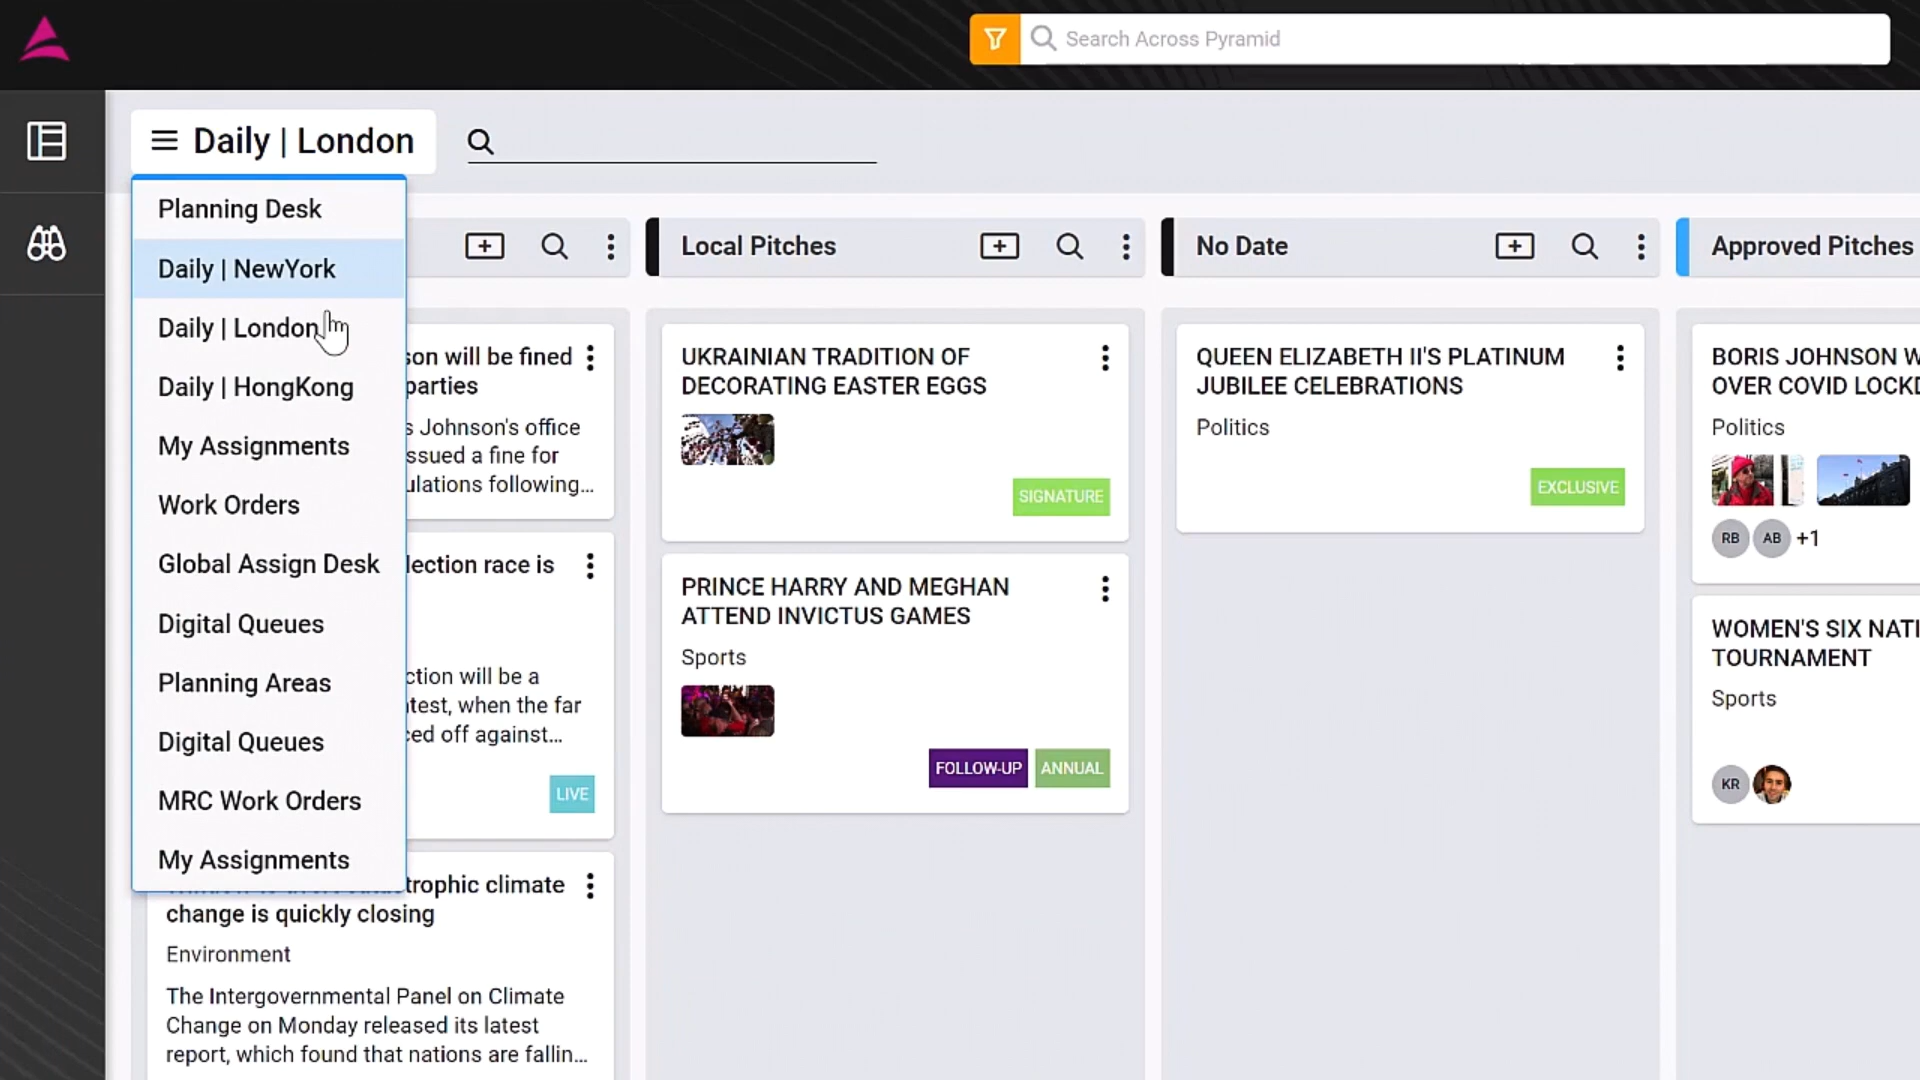 Search Across Pyramid
Daily | London
Planning Desk
Daily | NewYork
Daily | London
Daily | HongKong
My Assignments
Work Orders
Global Assign Desk
Digital Queues
Planning Areas
Digital Queues
MRC Work Orders
My Assignments
son will be fined
parties
s Johnson's office
ssued a fine for
ulations following...
lection race is
ction will be a
test, when the far
ced off against...
LIVE
trophic climate
change is quickly closing
Environment
The Intergovernmental Panel on Climate
Change on Monday released its latest
report, which found that nations are fallin...
Local Pitches
UKRAINIAN TRADITION OF
DECORATING EASTER EGGS
SIGNATURE
PRINCE HARRY AND MEGHAN
ATTEND INVICTUS GAMES
Sports
FOLLOW-UP
ANNUAL
No Date
QUEEN ELIZABETH II'S PLATINUM
JUBILEE CELEBRATIONS
Politics
EXCLUSIVE
Approved Pitches
BORIS JOHNSON W
OVER COVID LOCKD
Politics
RB AB +1
WOMEN'S SIX NATI
TOURNAMENT
Sports
KR